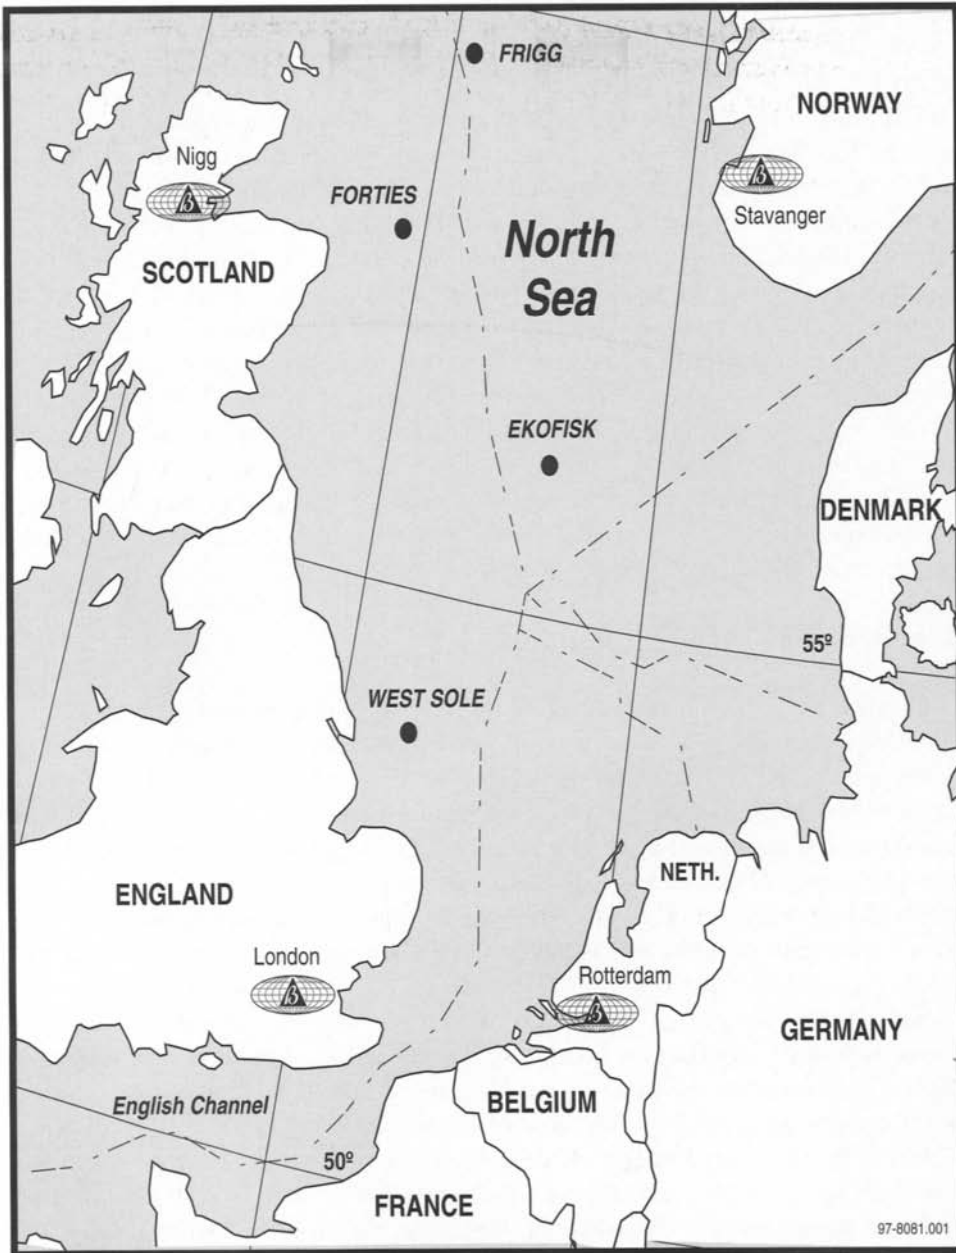 FRIGG
NORWAY
Nigg
FORTIES
Stavanger
North
Sea
SCOTLAND
EKOFISK
DENMARK
55º
WEST SOLE
NETH.
ENGLAND
London
Rotterdam
GERMANY
English Channel
BELGIUM
50º
FRANCE
97-8081.001